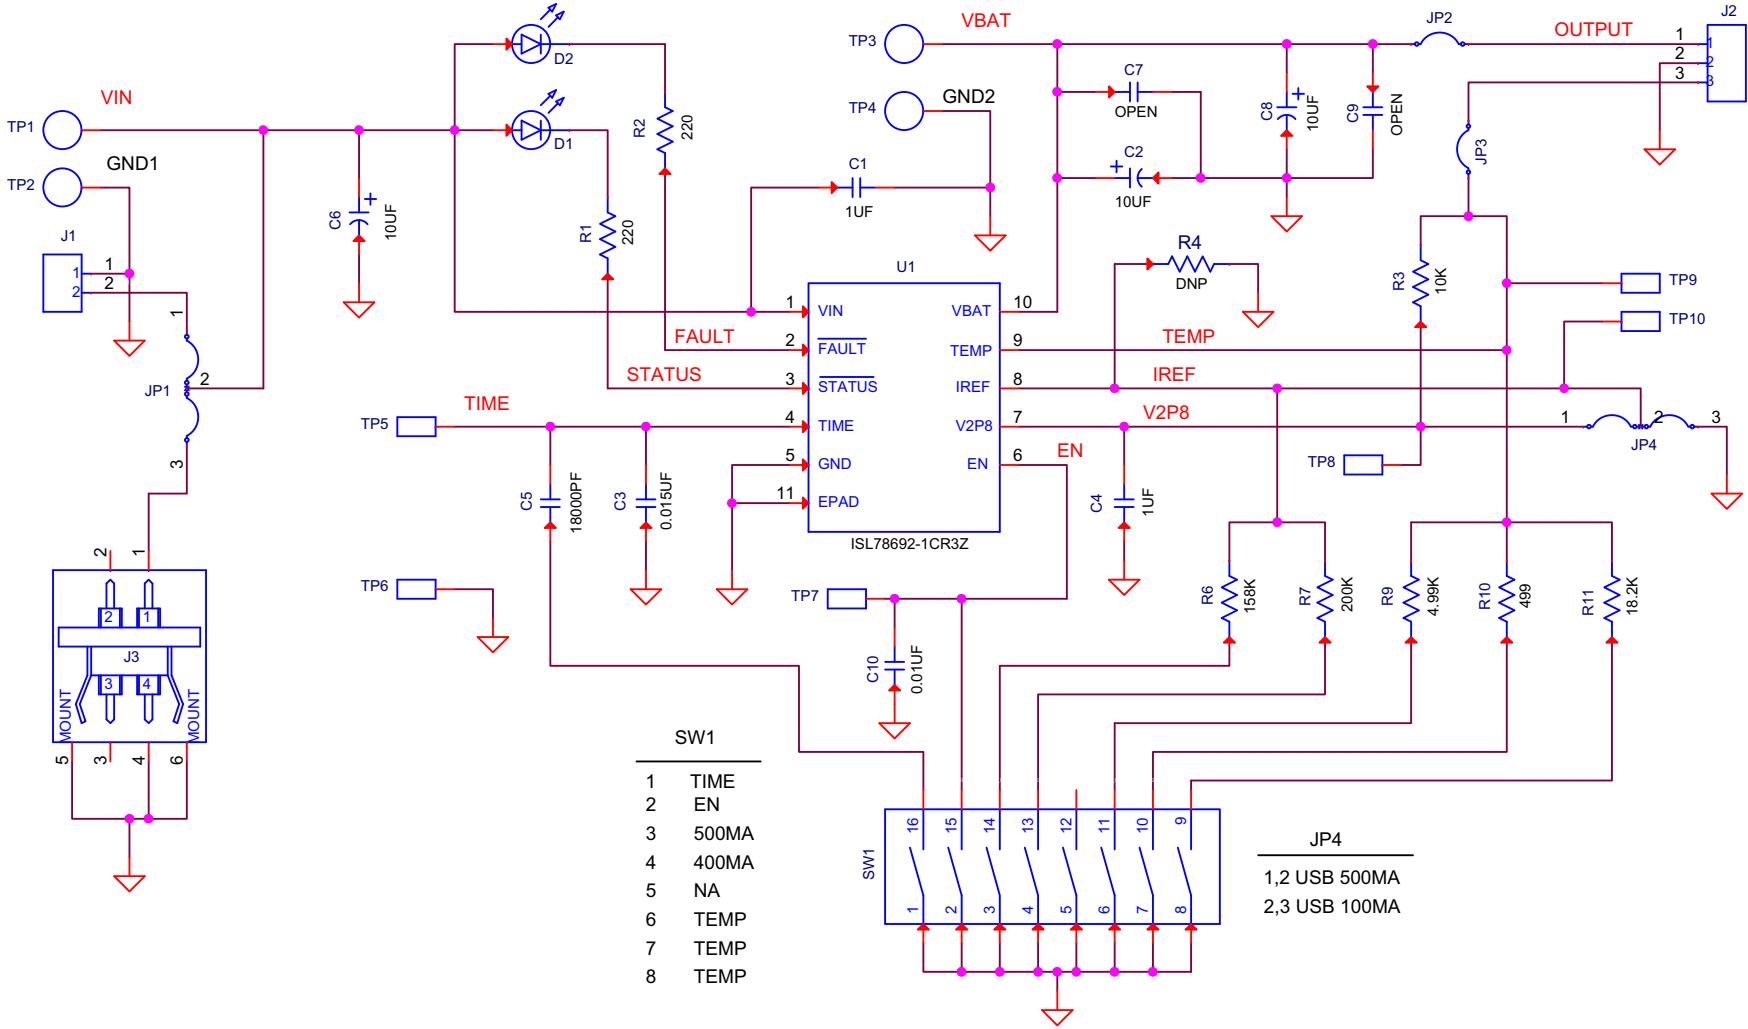 VIN
TP1
GND1
TP2
J1
1
2
1
2
1
JP1
2
3
2
1
2
1
J3
3
4
MOUNT
MOUNT
5
3
4
6
C6
10UF
D2
D1
R2
220
R1
220
FAULT
STATUS
TIME
TP5
TP6
C5
18000PF
C3
0.015UF
TP3
VBAT
TP4
GND2
C1
1UF
C7
OPEN
C2
10UF
C8
10UF
C9
OPEN
JP2
OUTPUT
J2
1
2
3
1
2
3
JP3
R4
DNP
R3
10K
TP9
TP10
U1
1 VIN
2 FAULT
3 STATUS
4 TIME
5 GND
11 EPAD
VBAT 10
TEMP 9
IREF 8
V2P8 7
EN 6
ISL78692-1CR3Z
TEMP
IREF
V2P8
EN
1
2
3
JP4
TP8
C4
1UF
TP7
C10
0.01UF
R6
158K
R7
200K
R9
4.99K
R10
499
R11
18.2K
SW1
1 TIME
2 EN
3 500MA
4 400MA
5 NA
6 TEMP
7 TEMP
8 TEMP
SW1
16 15 14 13 12 11 10 9
1 2 3 4 5 6 7 8
JP4
1,2 USB 500MA
2,3 USB 100MA